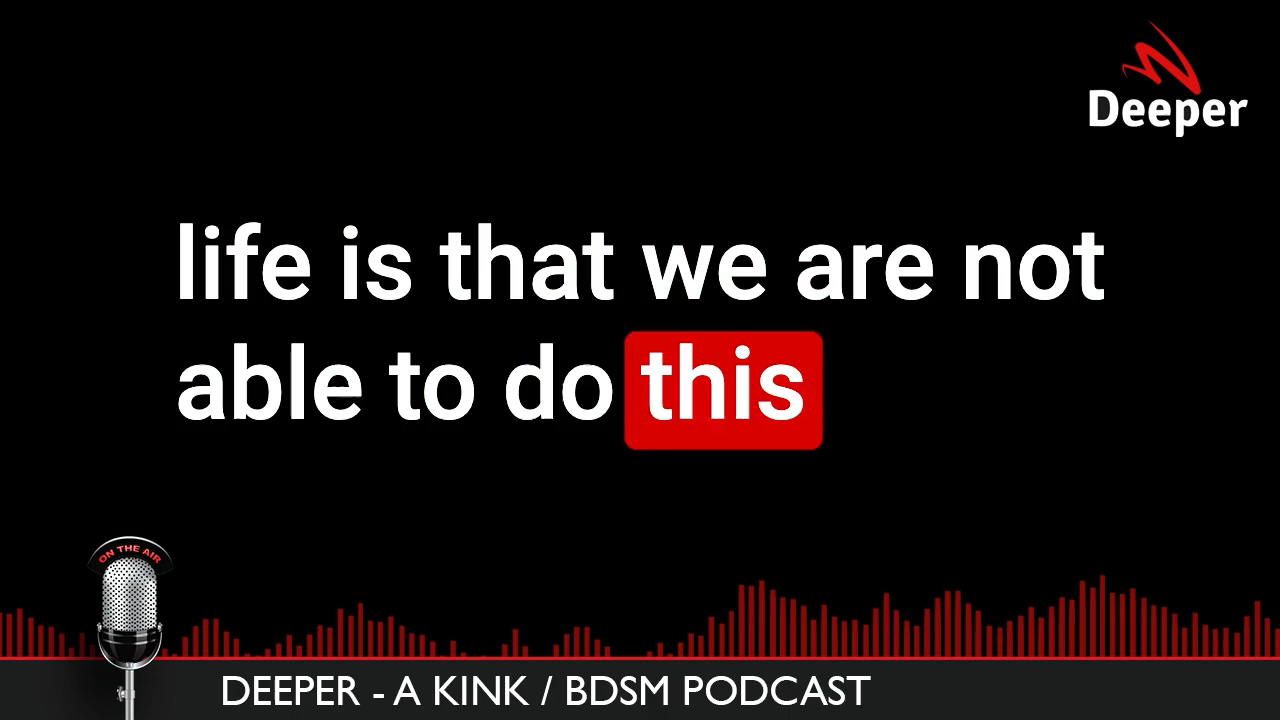 Deeper
life is that we are not
able to do this
ON THE AIR
DEEPER - A KINK / BDSM PODCAST